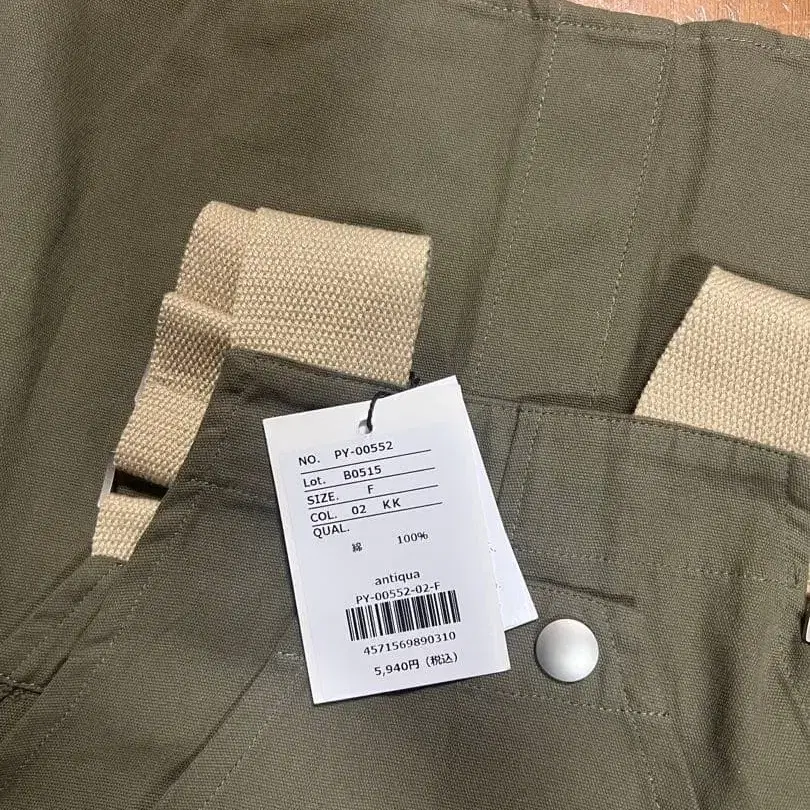 NO. PY-00552
Lot. B0515
SIZE. F
COL. 02 KK
QUAL.
綿 100%
antiqua
PY-00552-02-F
4571569890310
5,940円（税込）